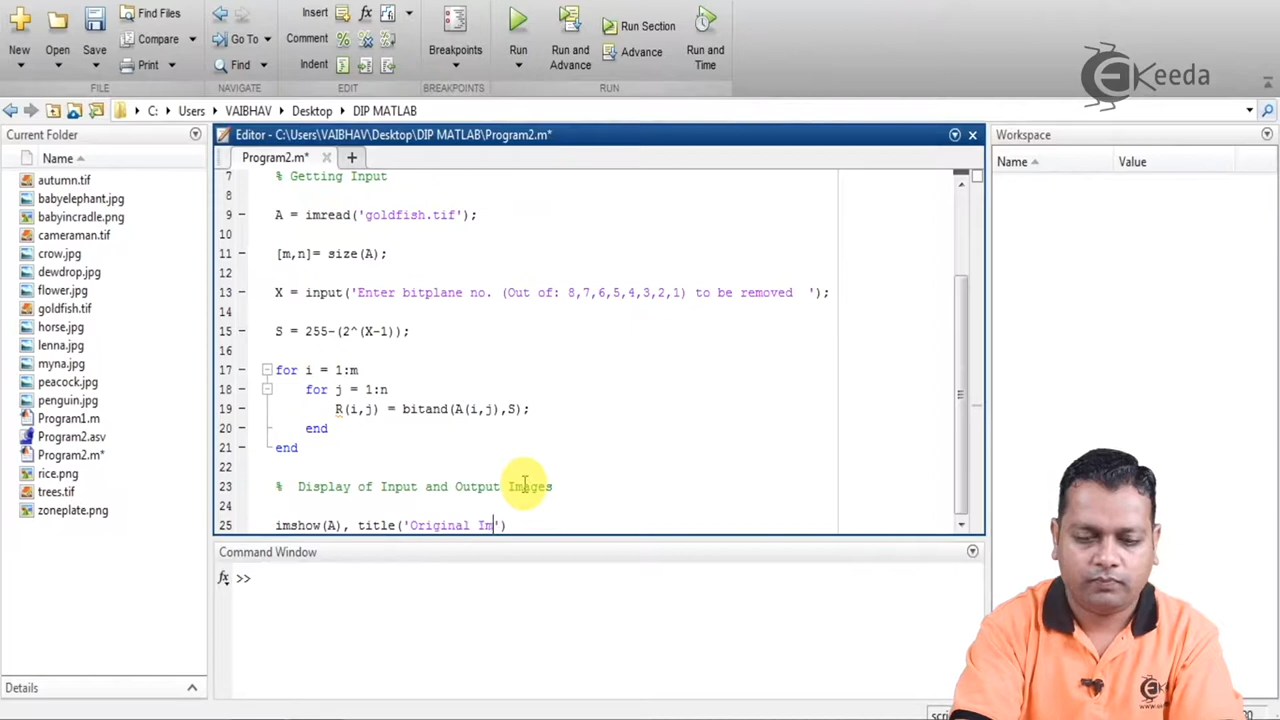 Insert fx
Find Files
Compare
Print
New Open Save
Go To
Find
Comment
Indent
Breakpoints
Run
Run and Advance
Run Section
Advance
Run and Time
FILE NAVIGATE EDIT BREAKPOINTS RUN
EKeeda
C: Users VAIBHAV Desktop DIP MATLAB
Current Folder
Name
autumn.tif
babyelephant.jpg
babyincradle.png
cameraman.tif
crow.jpg
dewdrop.jpg
flower.jpg
goldfish.tif
horse.jpg
lenna.jpg
myna.jpg
peacock.jpg
penguin.jpg
Program1.m
Program2.asv
Program2.m*
rice.png
trees.tif
zoneplate.png
Details
Editor - C:\Users\VAIBHAV\Desktop\DIP MATLAB\Program2.m*
Program2.m*
7 % Getting Input
8
9 A = imread('goldfish.tif');
10
11 [m,n]= size(A);
12
13 X = input('Enter bitplane no. (Out of: 8,7,6,5,4,3,2,1) to be removed  ');
14
15 S = 255-(2^(X-1));
16
17 for i = 1:m
18 for j = 1:n
19 R(i,j) = bitand(A(i,j),S);
20 end
21 end
22
23 %  Display of Input and Output Images
24
25 imshow(A), title('Original Im')
Command Window
fx >>
Workspace
Name Value
EKeeda